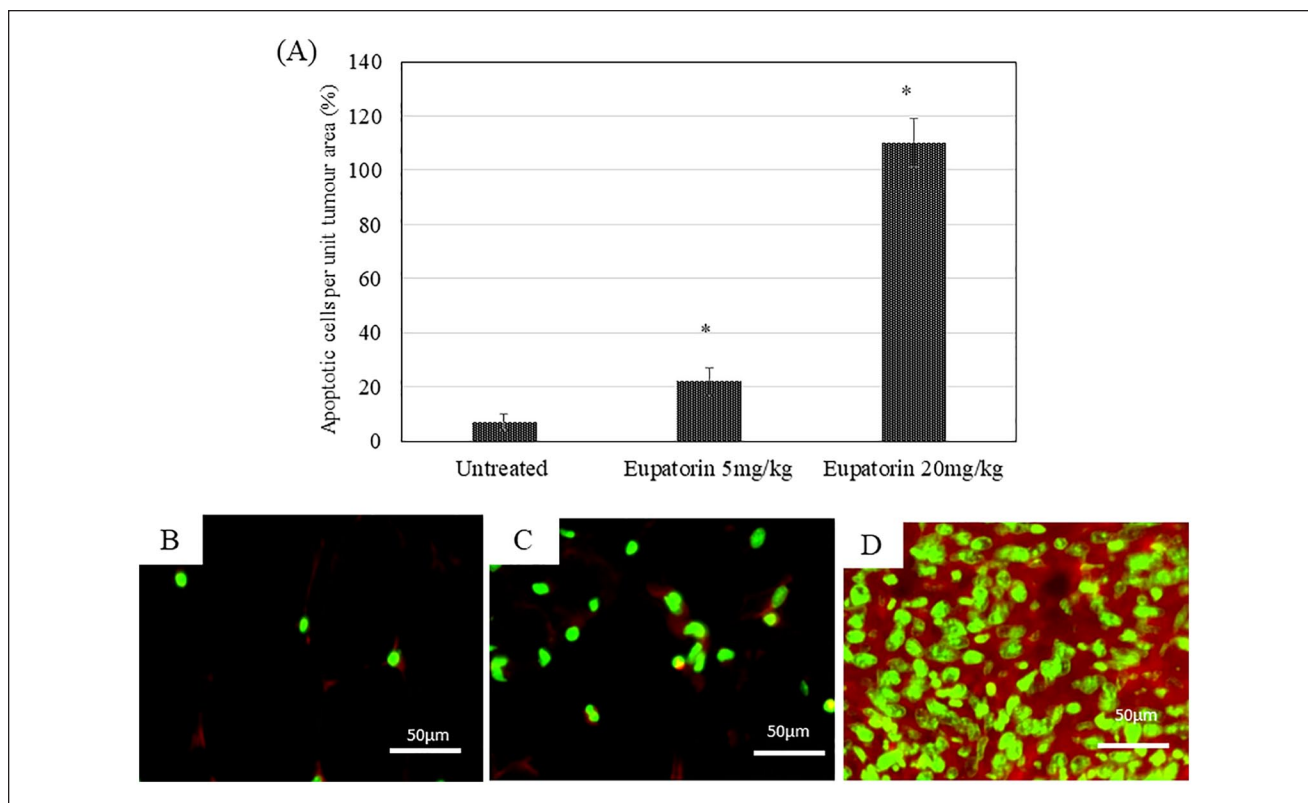 (A)
Apoptotic cells per unit tumour area (%)
140
120
100
80
60
40
20
0
*
*
Untreated
Eupatorin 5mg/kg
Eupatorin 20mg/kg
B
C
D
50μm
50μm
50μm